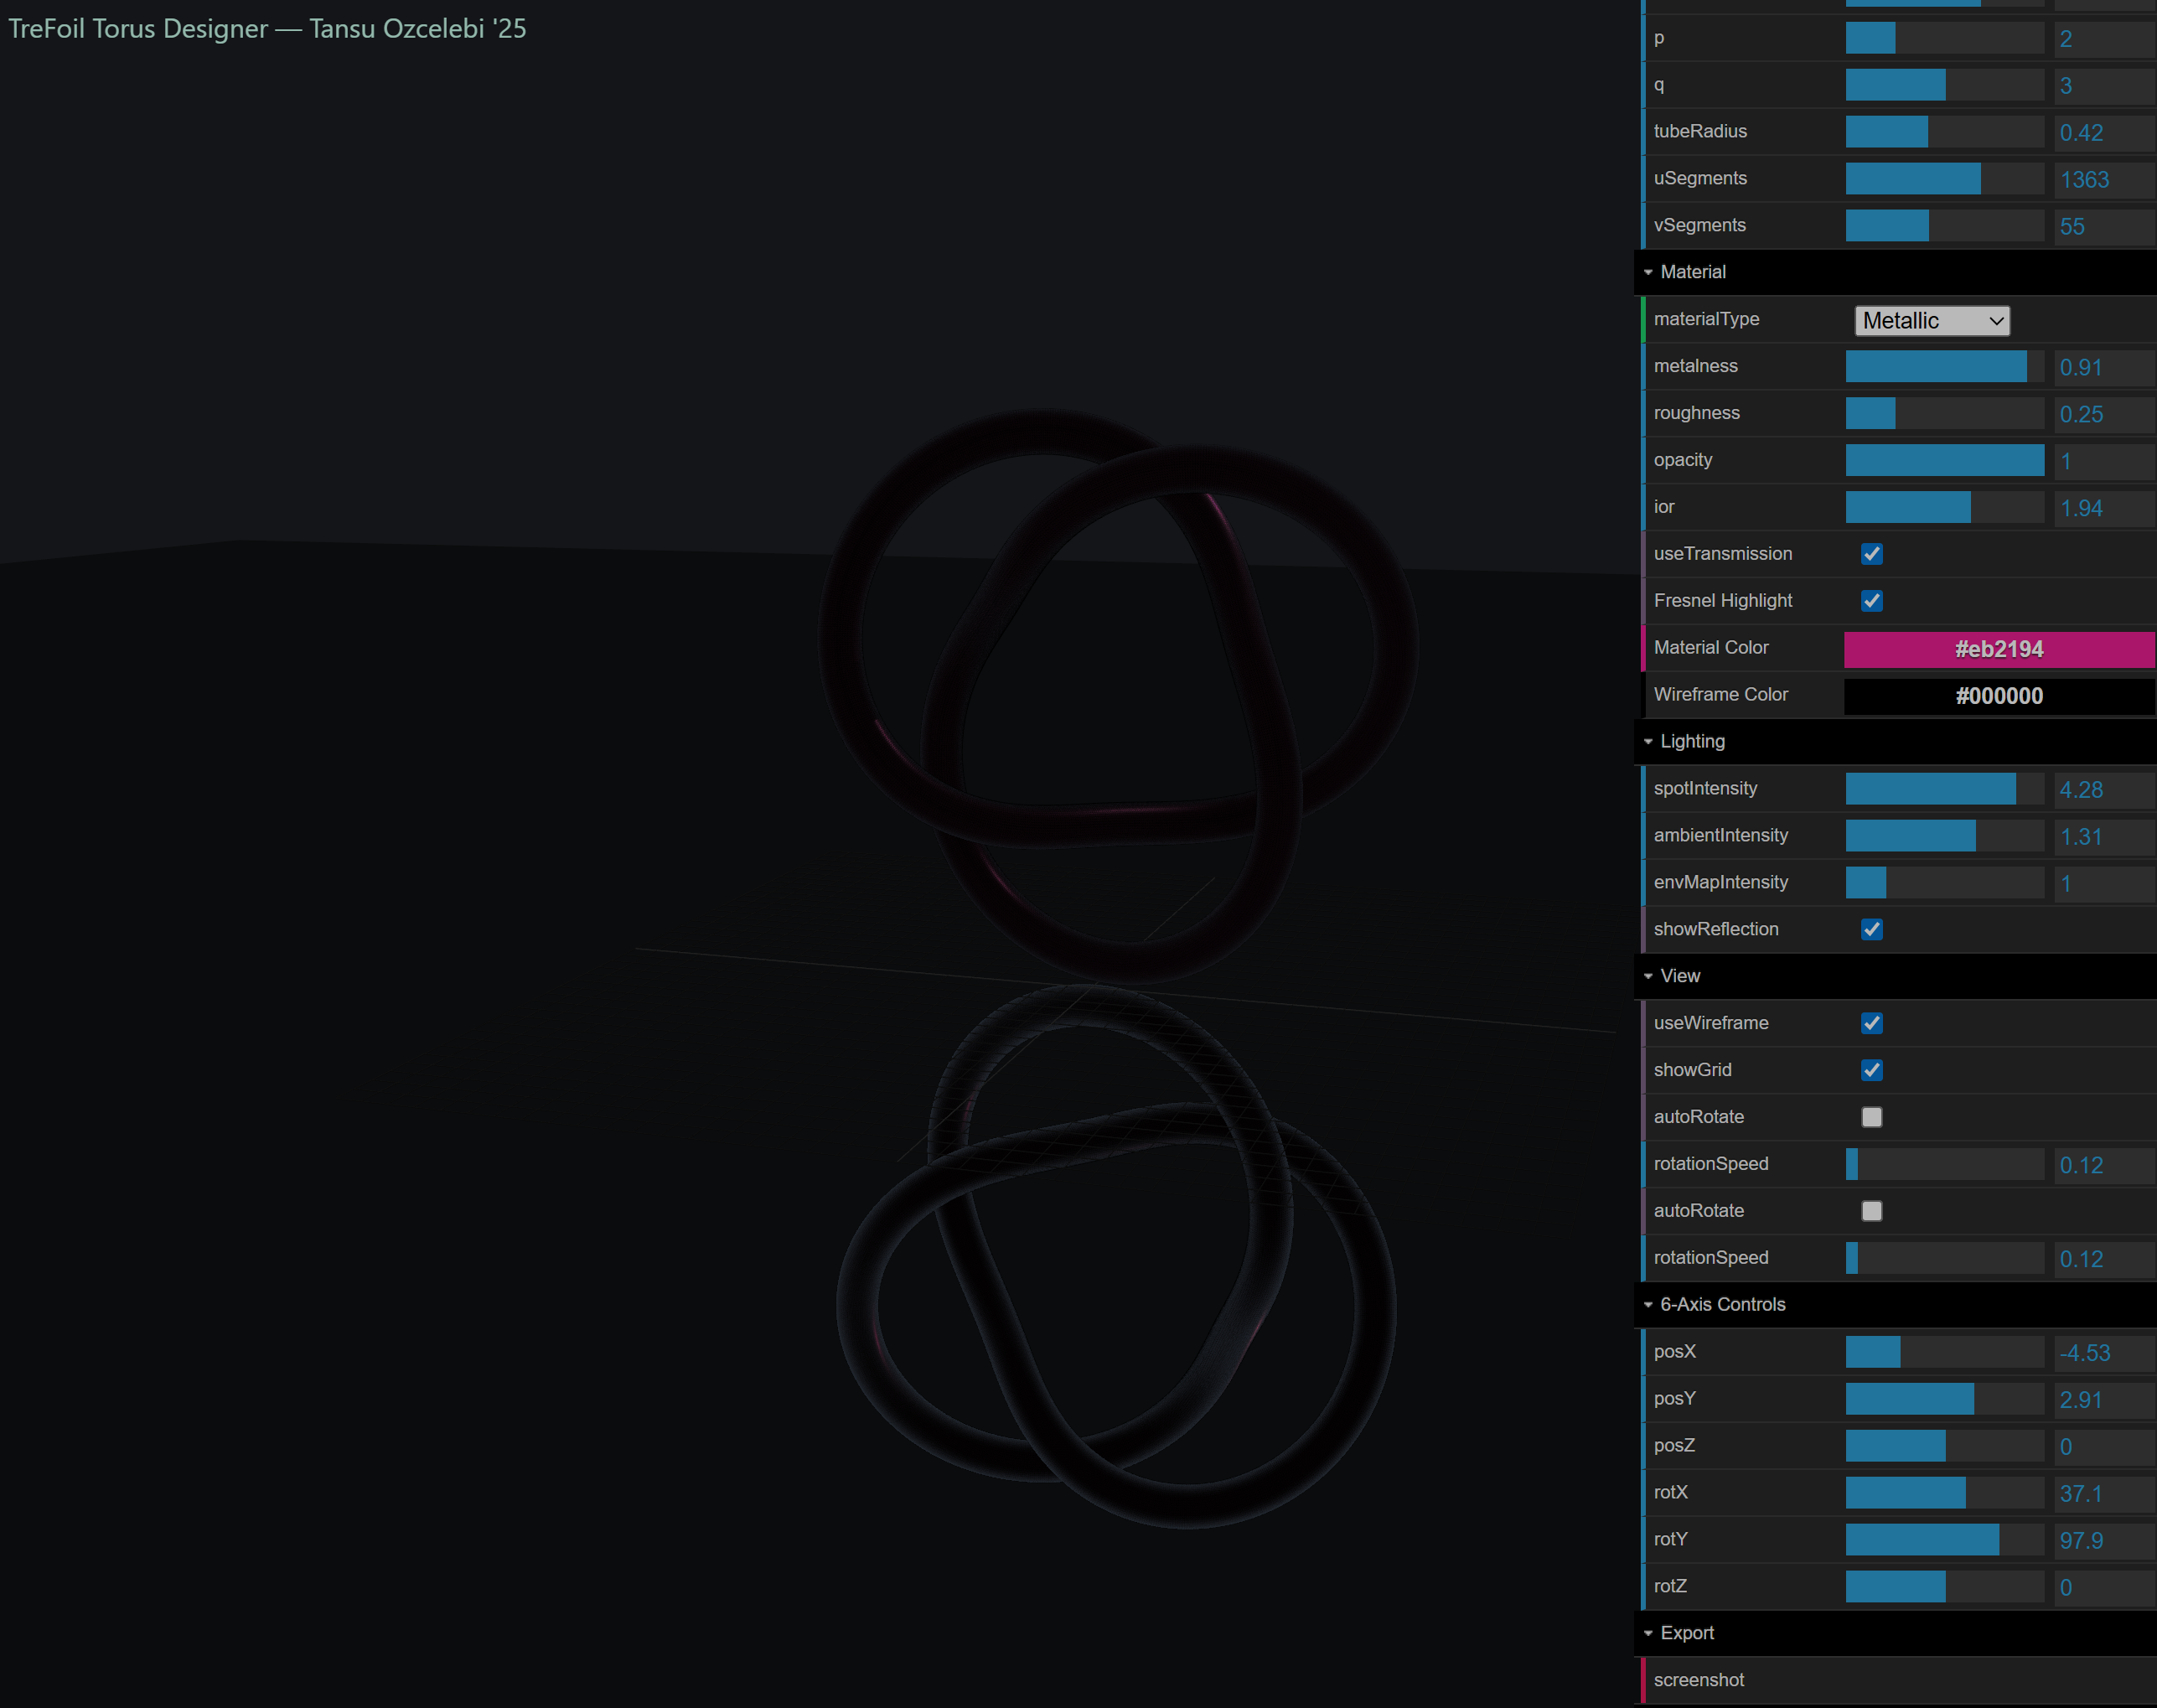 TreFoil Torus Designer — Tansu Ozcelebi '25
p 2
q 3
tubeRadius 0.42
uSegments 1363
vSegments 55
Material
materialType Metallic
metalness 0.91
roughness 0.25
opacity 1
ior 1.94
useTransmission
Fresnel Highlight
Material Color #eb2194
Wireframe Color #000000
Lighting
spotIntensity 4.28
ambientIntensity 1.31
envMapIntensity 1
showReflection
View
useWireframe
showGrid
autoRotate
rotationSpeed 0.12
autoRotate
rotationSpeed 0.12
6-Axis Controls
posX -4.53
posY 2.91
posZ 0
rotX 37.1
rotY 97.9
rotZ 0
Export
screenshot